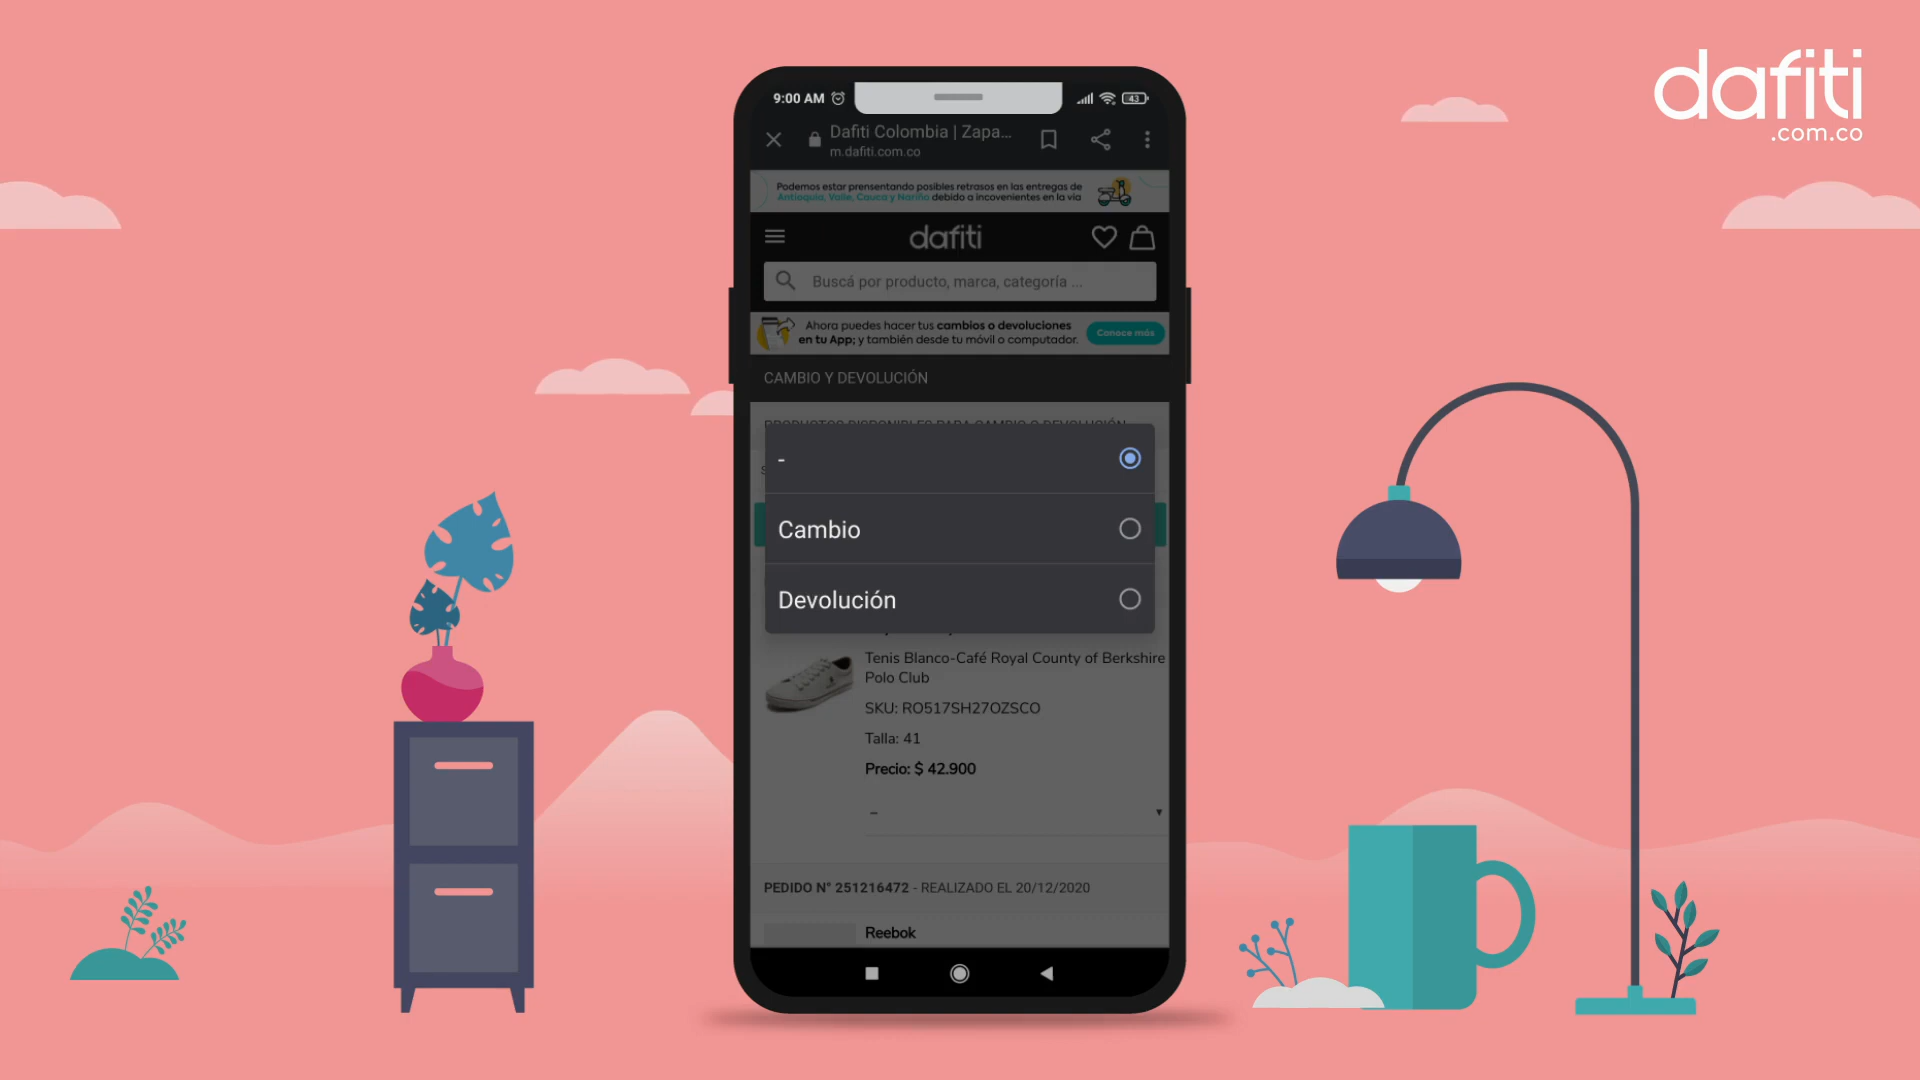 dafiti
.com.co
9:00 AM
43
Dafiti Colombia | Zapa...
m.dafiti.com.co
Podemos estar prensentando posibles retrasos en las entregas de
Antioquia, Valle, Cauca y Nariño debido a incovenientes en la vía
dafiti
Buscá por producto, marca, categoría ...
Ahora puedes hacer tus cambios o devoluciones
en tu App; y también desde tu móvil o computador.
Conoce más
CAMBIO Y DEVOLUCIÓN
PRODUCTOS DISPONIBLES PARA CAMBIO O DEVOLUCIÓN
-
Cambio
Devolución
Tenis Blanco-Café Royal County of Berkshire
Polo Club
SKU: RO517SH27OZSCO
Talla: 41
Precio: $ 42.900
–
PEDIDO N° 251216472 - REALIZADO EL 20/12/2020
Reebok